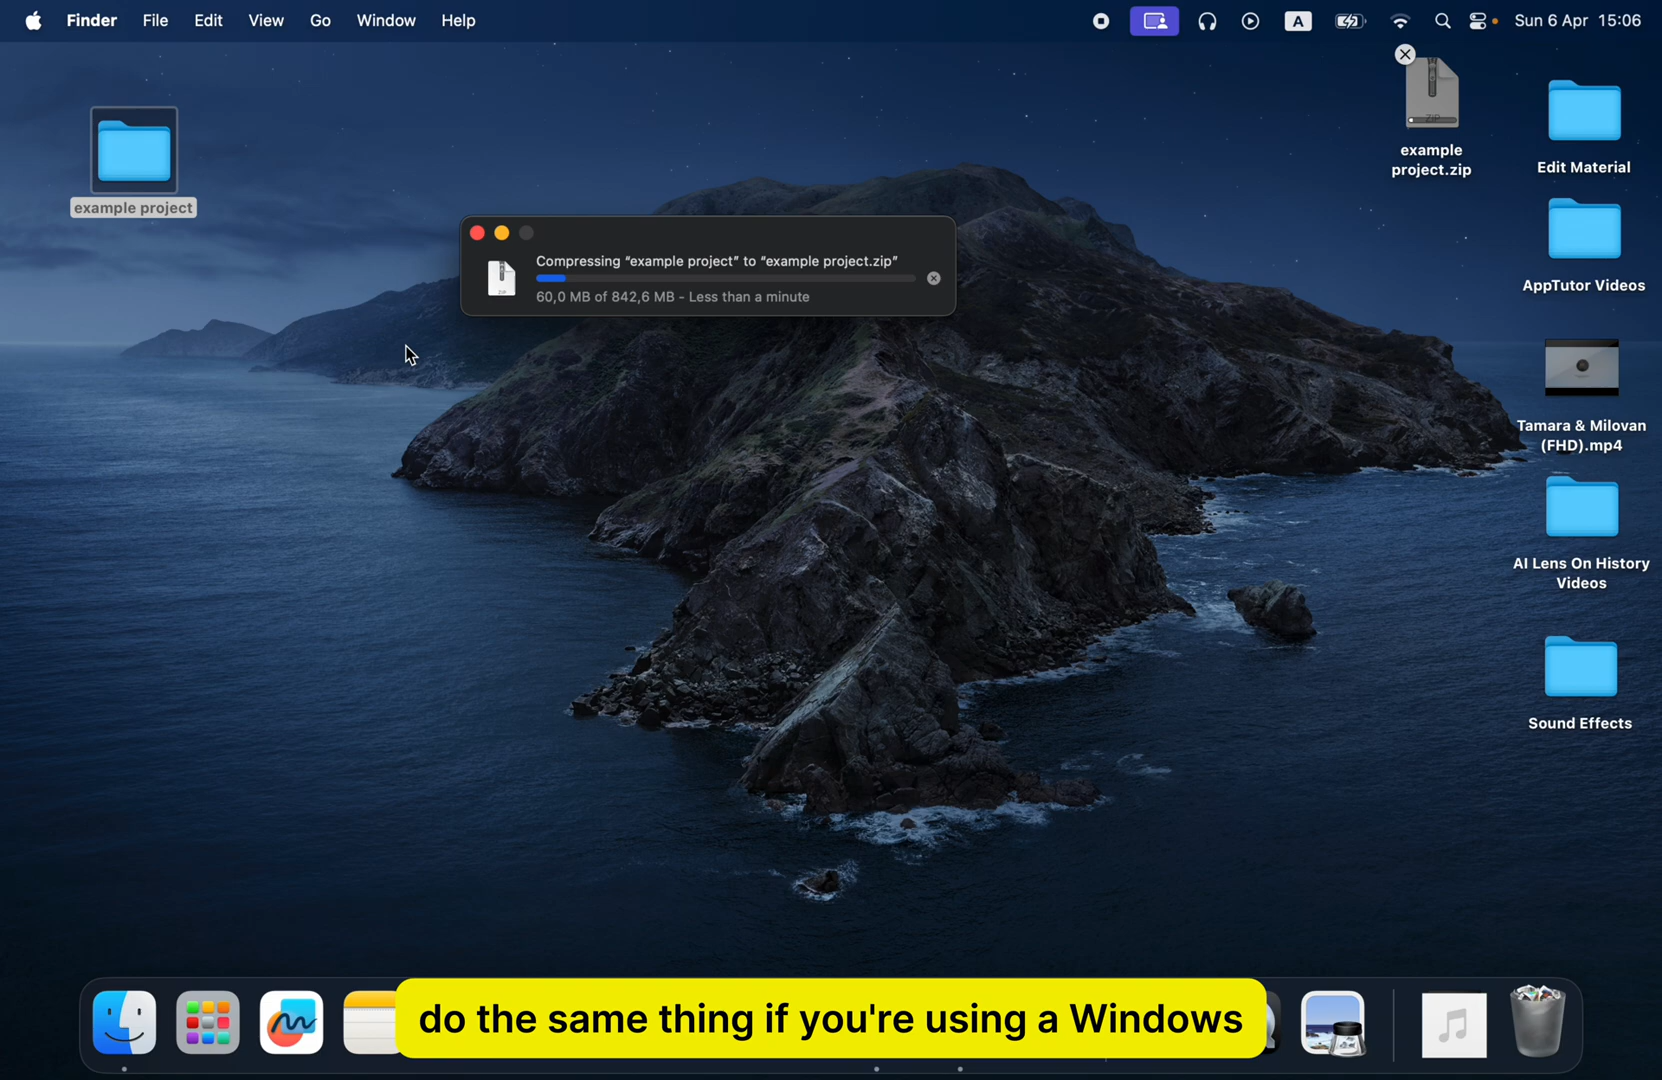 Finder File Edit View Go Window Help
A
Sun 6 Apr 15:06
example project
ZIP
example
project.zip
Edit Material
AppTutor Videos
Tamara & Milovan
(FHD).mp4
AI Lens On History
Videos
Sound Effects
Compressing “example project” to “example project.zip”
60,0 MB of 842,6 MB - Less than a minute
ZIP
do the same thing if you're using a Windows